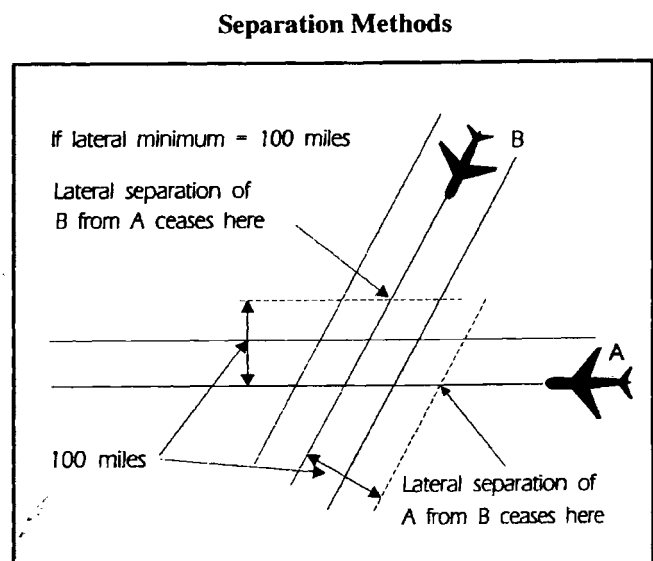 Separation Methods
If lateral minimum = 100 miles
B
Lateral separation of
B from A ceases here
A
100 miles
Lateral separation of
A from B ceases here